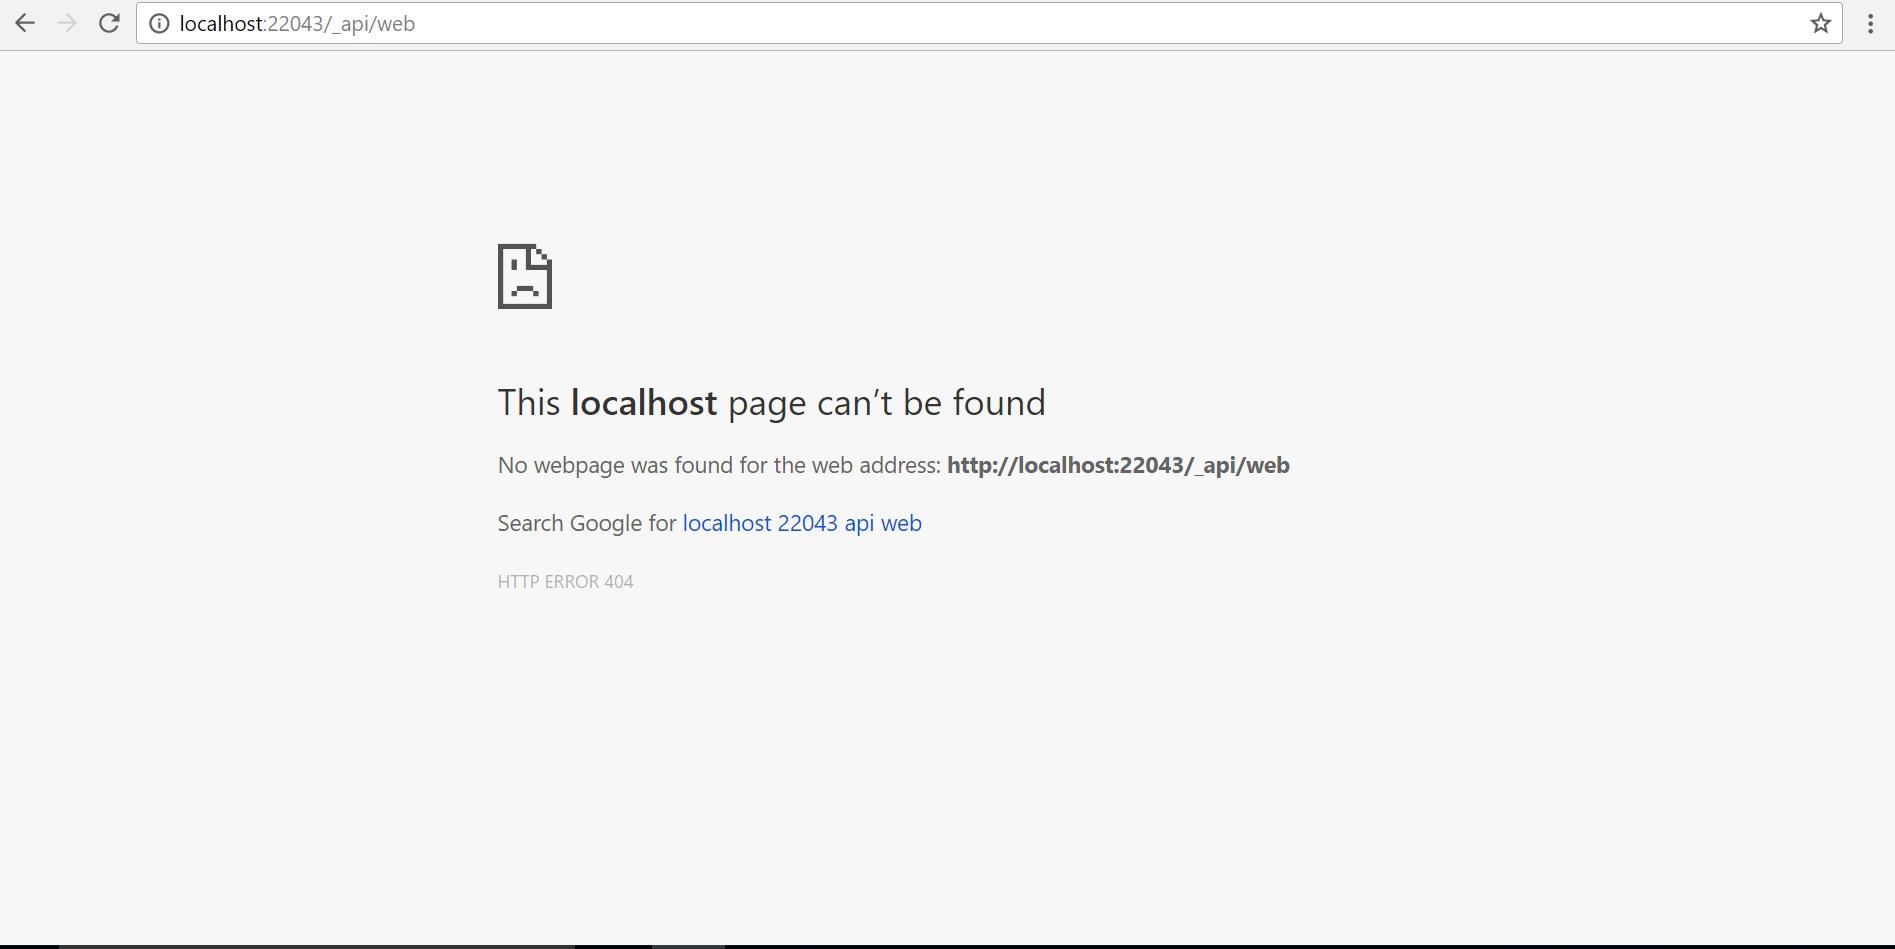 localhost:22043/_api/web
This localhost page can’t be found
No webpage was found for the web address: http://localhost:22043/_api/web
Search Google for localhost 22043 api web
HTTP ERROR 404